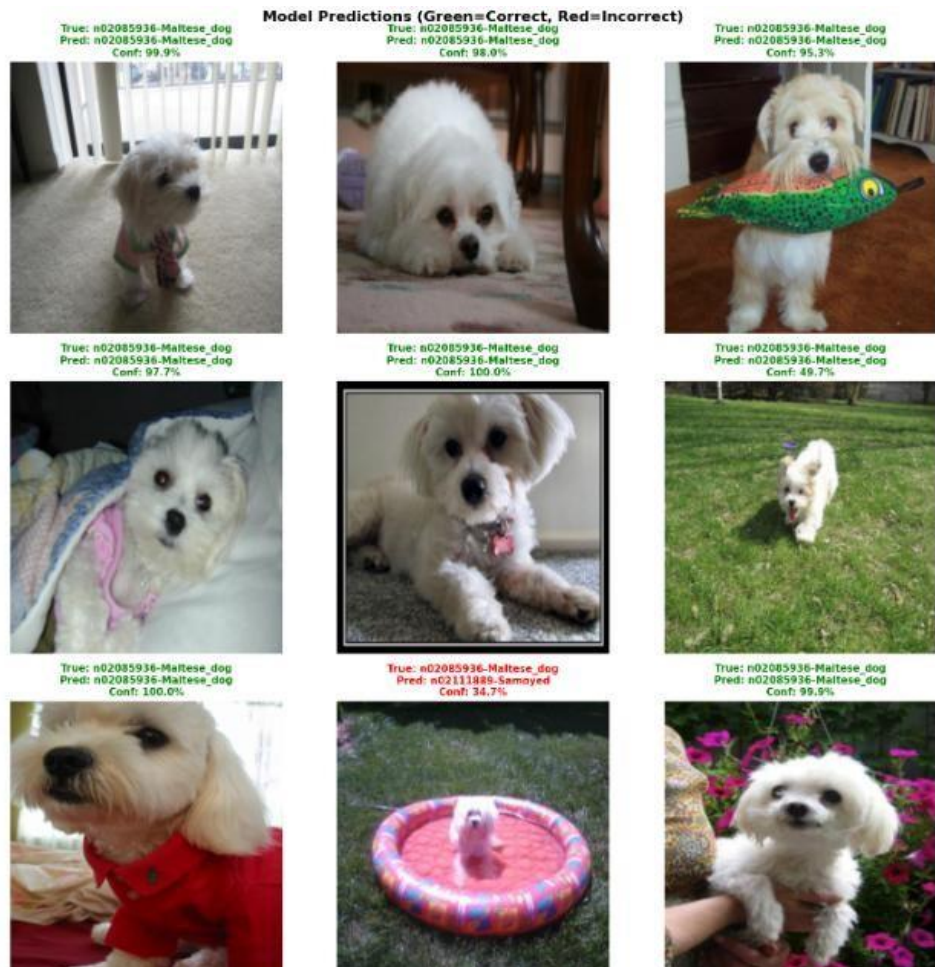 Model Predictions (Green=Correct, Red=Incorrect)
True: n02085936-Maltese_dog
Pred: n02085936-Maltese_dog
Conf: 99.9%
True: n02085936-Maltese_dog
Pred: n02085936-Maltese_dog
Conf: 98.0%
True: n02085936-Maltese_dog
Pred: n02085936-Maltese_dog
Conf: 95.3%
True: n02085936-Maltese_dog
Pred: n02085936-Maltese_dog
Conf: 97.7%
True: n02085936-Maltese_dog
Pred: n02085936-Maltese_dog
Conf: 100.0%
True: n02085936-Maltese_dog
Pred: n02085936-Maltese_dog
Conf: 49.7%
True: n02085936-Maltese_dog
Pred: n02085936-Maltese_dog
Conf: 100.0%
True: n02085936-Maltese_dog
Pred: n02111889-Samoyed
Conf: 34.7%
True: n02085936-Maltese_dog
Pred: n02085936-Maltese_dog
Conf: 99.9%